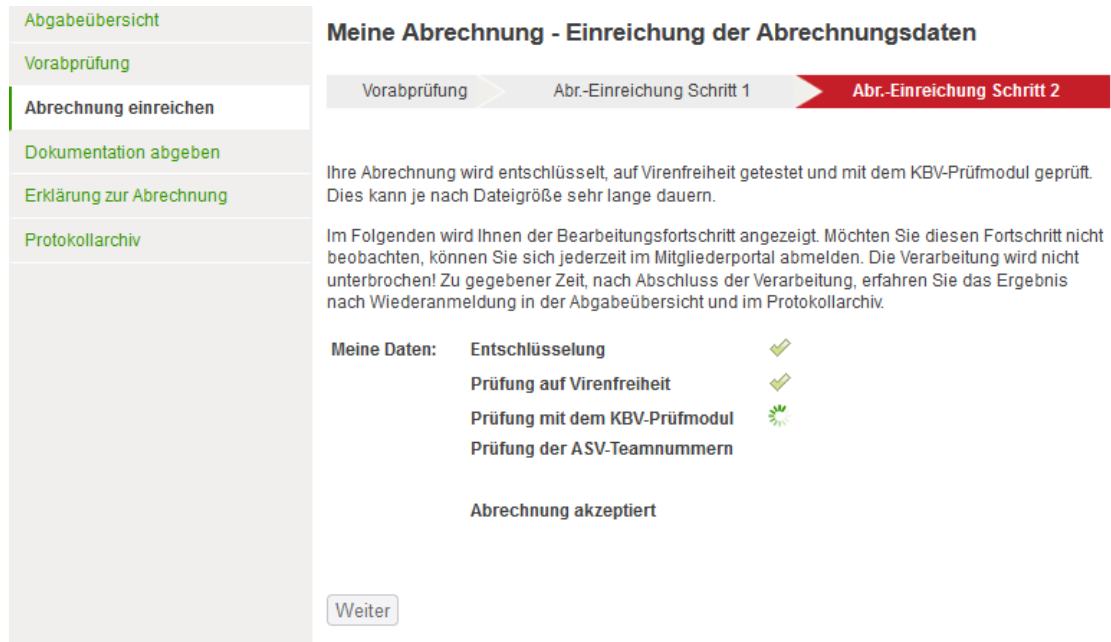 Abgabeübersicht
Vorabprüfung
Abrechnung einreichen
Dokumentation abgeben
Erklärung zur Abrechnung
Protokollarchiv
Meine Abrechnung - Einreichung der Abrechnungsdaten
Vorabprüfung Abr.-Einreichung Schritt 1 Abr.-Einreichung Schritt 2
Ihre Abrechnung wird entschlüsselt, auf Virenfreiheit getestet und mit dem KBV-Prüfmodul geprüft.
Dies kann je nach Dateigröße sehr lange dauern.
Im Folgenden wird Ihnen der Bearbeitungsfortschritt angezeigt. Möchten Sie diesen Fortschritt nicht
beobachten, können Sie sich jederzeit im Mitgliederportal abmelden. Die Verarbeitung wird nicht
unterbrochen! Zu gegebener Zeit, nach Abschluss der Verarbeitung, erfahren Sie das Ergebnis
nach Wiederanmeldung in der Abgabeübersicht und im Protokollarchiv.
Meine Daten: Entschlüsselung
Prüfung auf Virenfreiheit
Prüfung mit dem KBV-Prüfmodul
Prüfung der ASV-Teamnummern
Abrechnung akzeptiert
Weiter